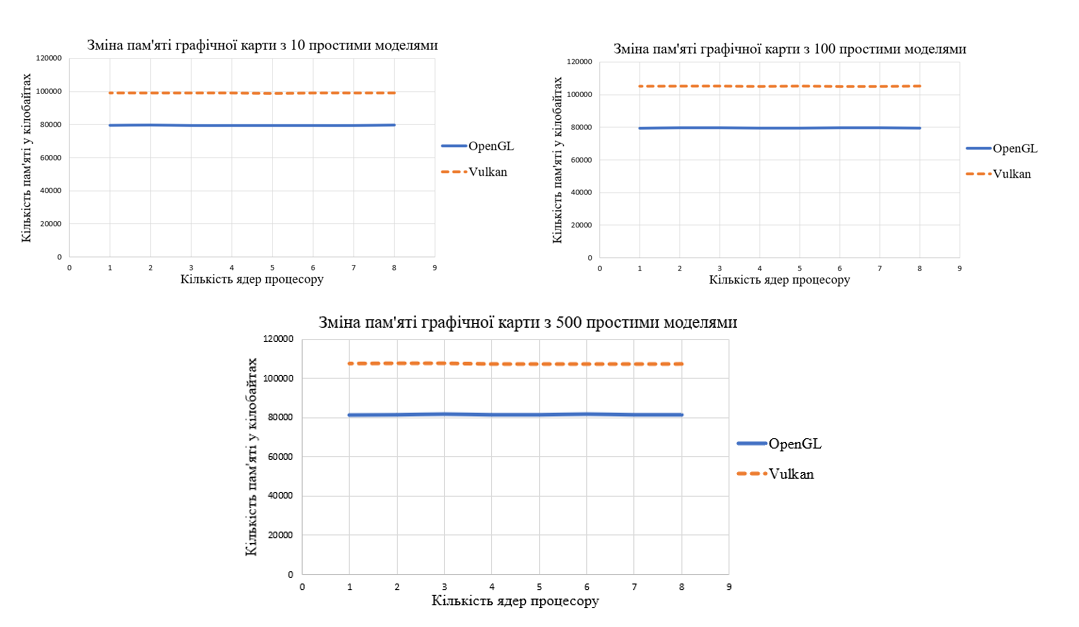 Зміна пам'яті графічної карти з 10 простими моделями
Кількість пам'яті у кілобайтах
120000
100000
80000
60000
40000
20000
0
0 1 2 3 4 5 6 7 8 9
Кількість ядер процесору
OpenGL
Vulkan
Зміна пам'яті графічної карти з 100 простими моделями
Кількість пам'яті у кілобайтах
120000
100000
80000
60000
40000
20000
0
0 1 2 3 4 5 6 7 8 9
Кількість ядер процесору
OpenGL
Vulkan
Зміна пам'яті графічної карти з 500 простими моделями
Кількість пам'яті у кілобайтах
120000
100000
80000
60000
40000
20000
0
0 1 2 3 4 5 6 7 8 9
Кількість ядер процесору
OpenGL
Vulkan